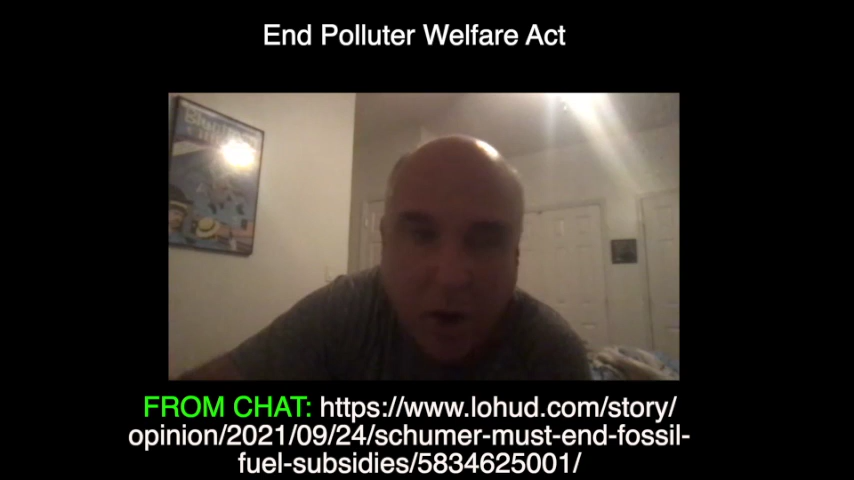 End Polluter Welfare Act
FROM CHAT: https://www.lohud.com/story/
opinion/2021/09/24/schumer-must-end-fossil-
fuel-subsidies/5834625001/